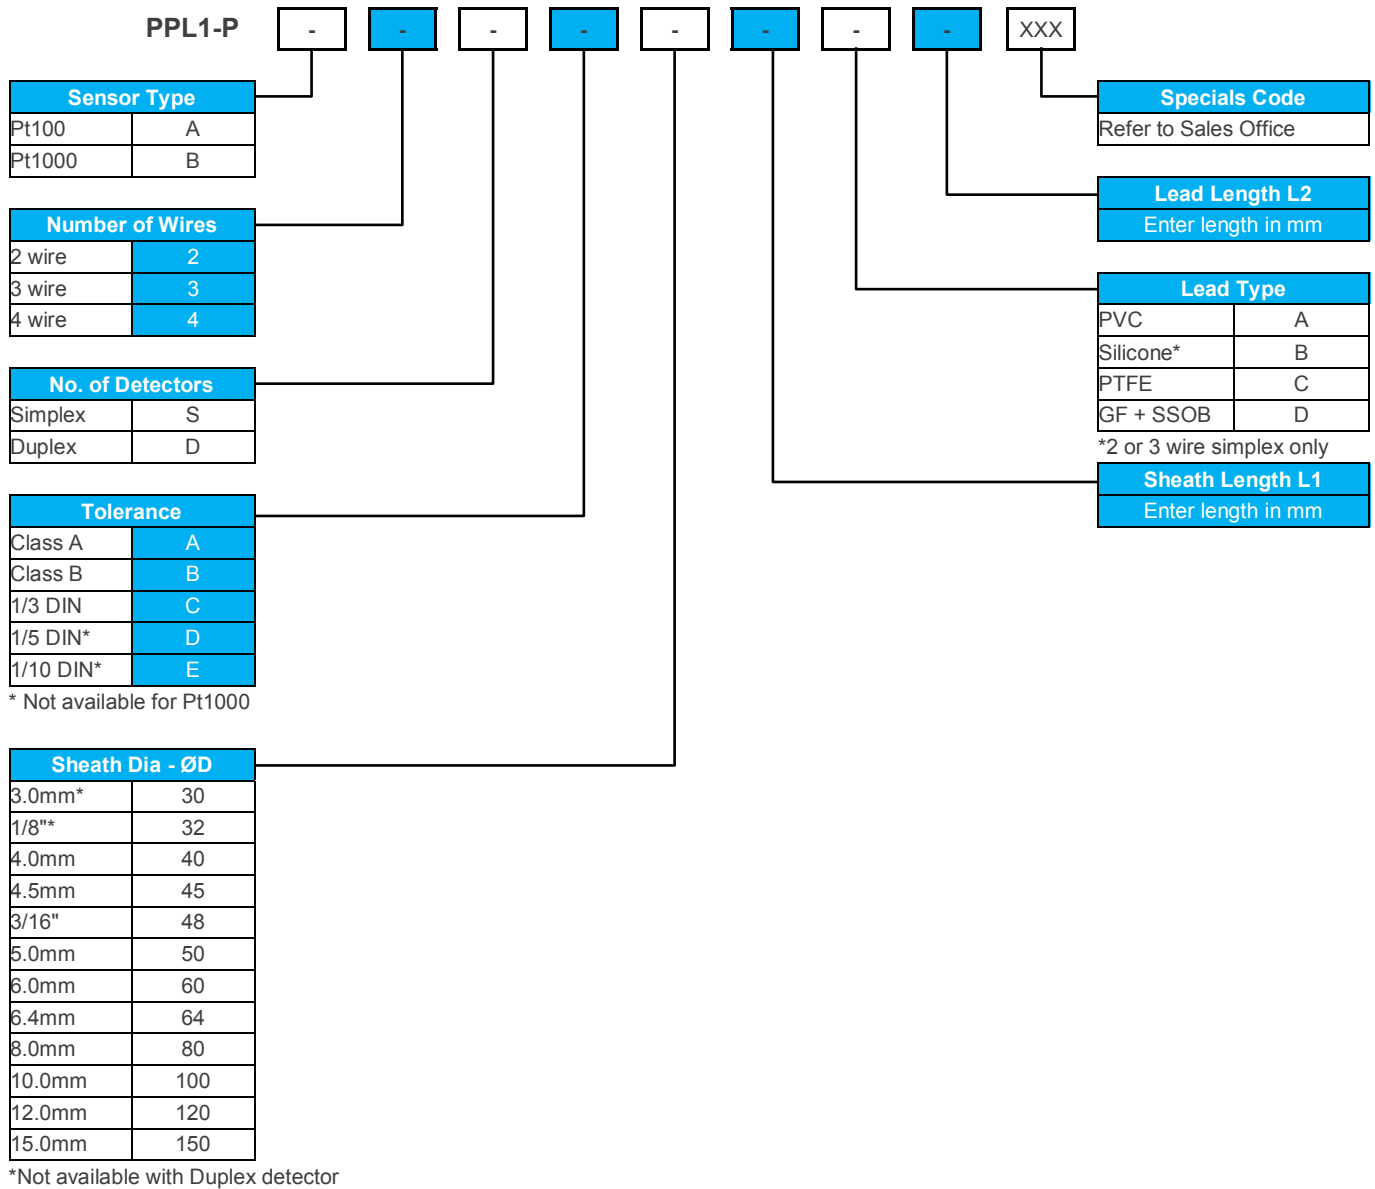 PPL1-P - - - - - - - - XXX
Sensor Type
Pt100 A
Pt1000 B
Number of Wires
2 wire 2
3 wire 3
4 wire 4
No. of Detectors
Simplex S
Duplex D
Tolerance
Class A A
Class B B
1/3 DIN C
1/5 DIN* D
1/10 DIN* E
* Not available for Pt1000
Sheath Dia - ØD
3.0mm* 30
1/8"* 32
4.0mm 40
4.5mm 45
3/16" 48
5.0mm 50
6.0mm 60
6.4mm 64
8.0mm 80
10.0mm 100
12.0mm 120
15.0mm 150
*Not available with Duplex detector
Specials Code
Refer to Sales Office
Lead Length L2
Enter length in mm
Lead Type
PVC A
Silicone* B
PTFE C
GF + SSOB D
*2 or 3 wire simplex only
Sheath Length L1
Enter length in mm